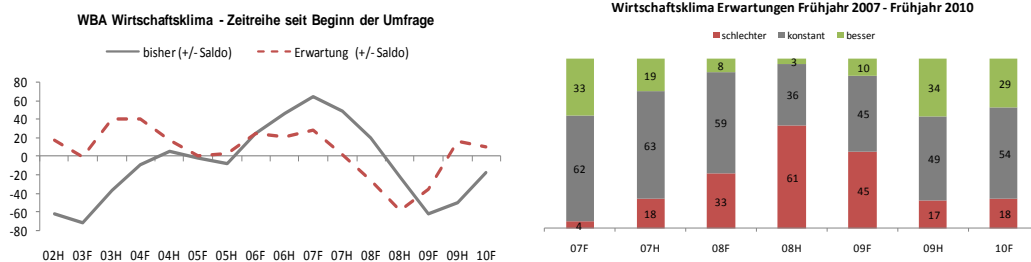 WBA Wirtschaftsklima - Zeitreihe seit Beginn der Umfrage
bisher (+/- Saldo) Erwartung (+/- Saldo)
80
60
40
20
0
-20
-40
-60
-80
02H 03F 03H 04F 04H 05F 05H 06F 06H 07F 07H 08F 08H 09F 09H 10F
Wirtschaftsklima Erwartungen Frühjahr 2007 - Frühjahr 2010
schlechter konstant besser
33 19 8 3 10 34 29
62 63 59 36 45 49 54
4 18 33 61 45 17 18
07F 07H 08F 08H 09F 09H 10F